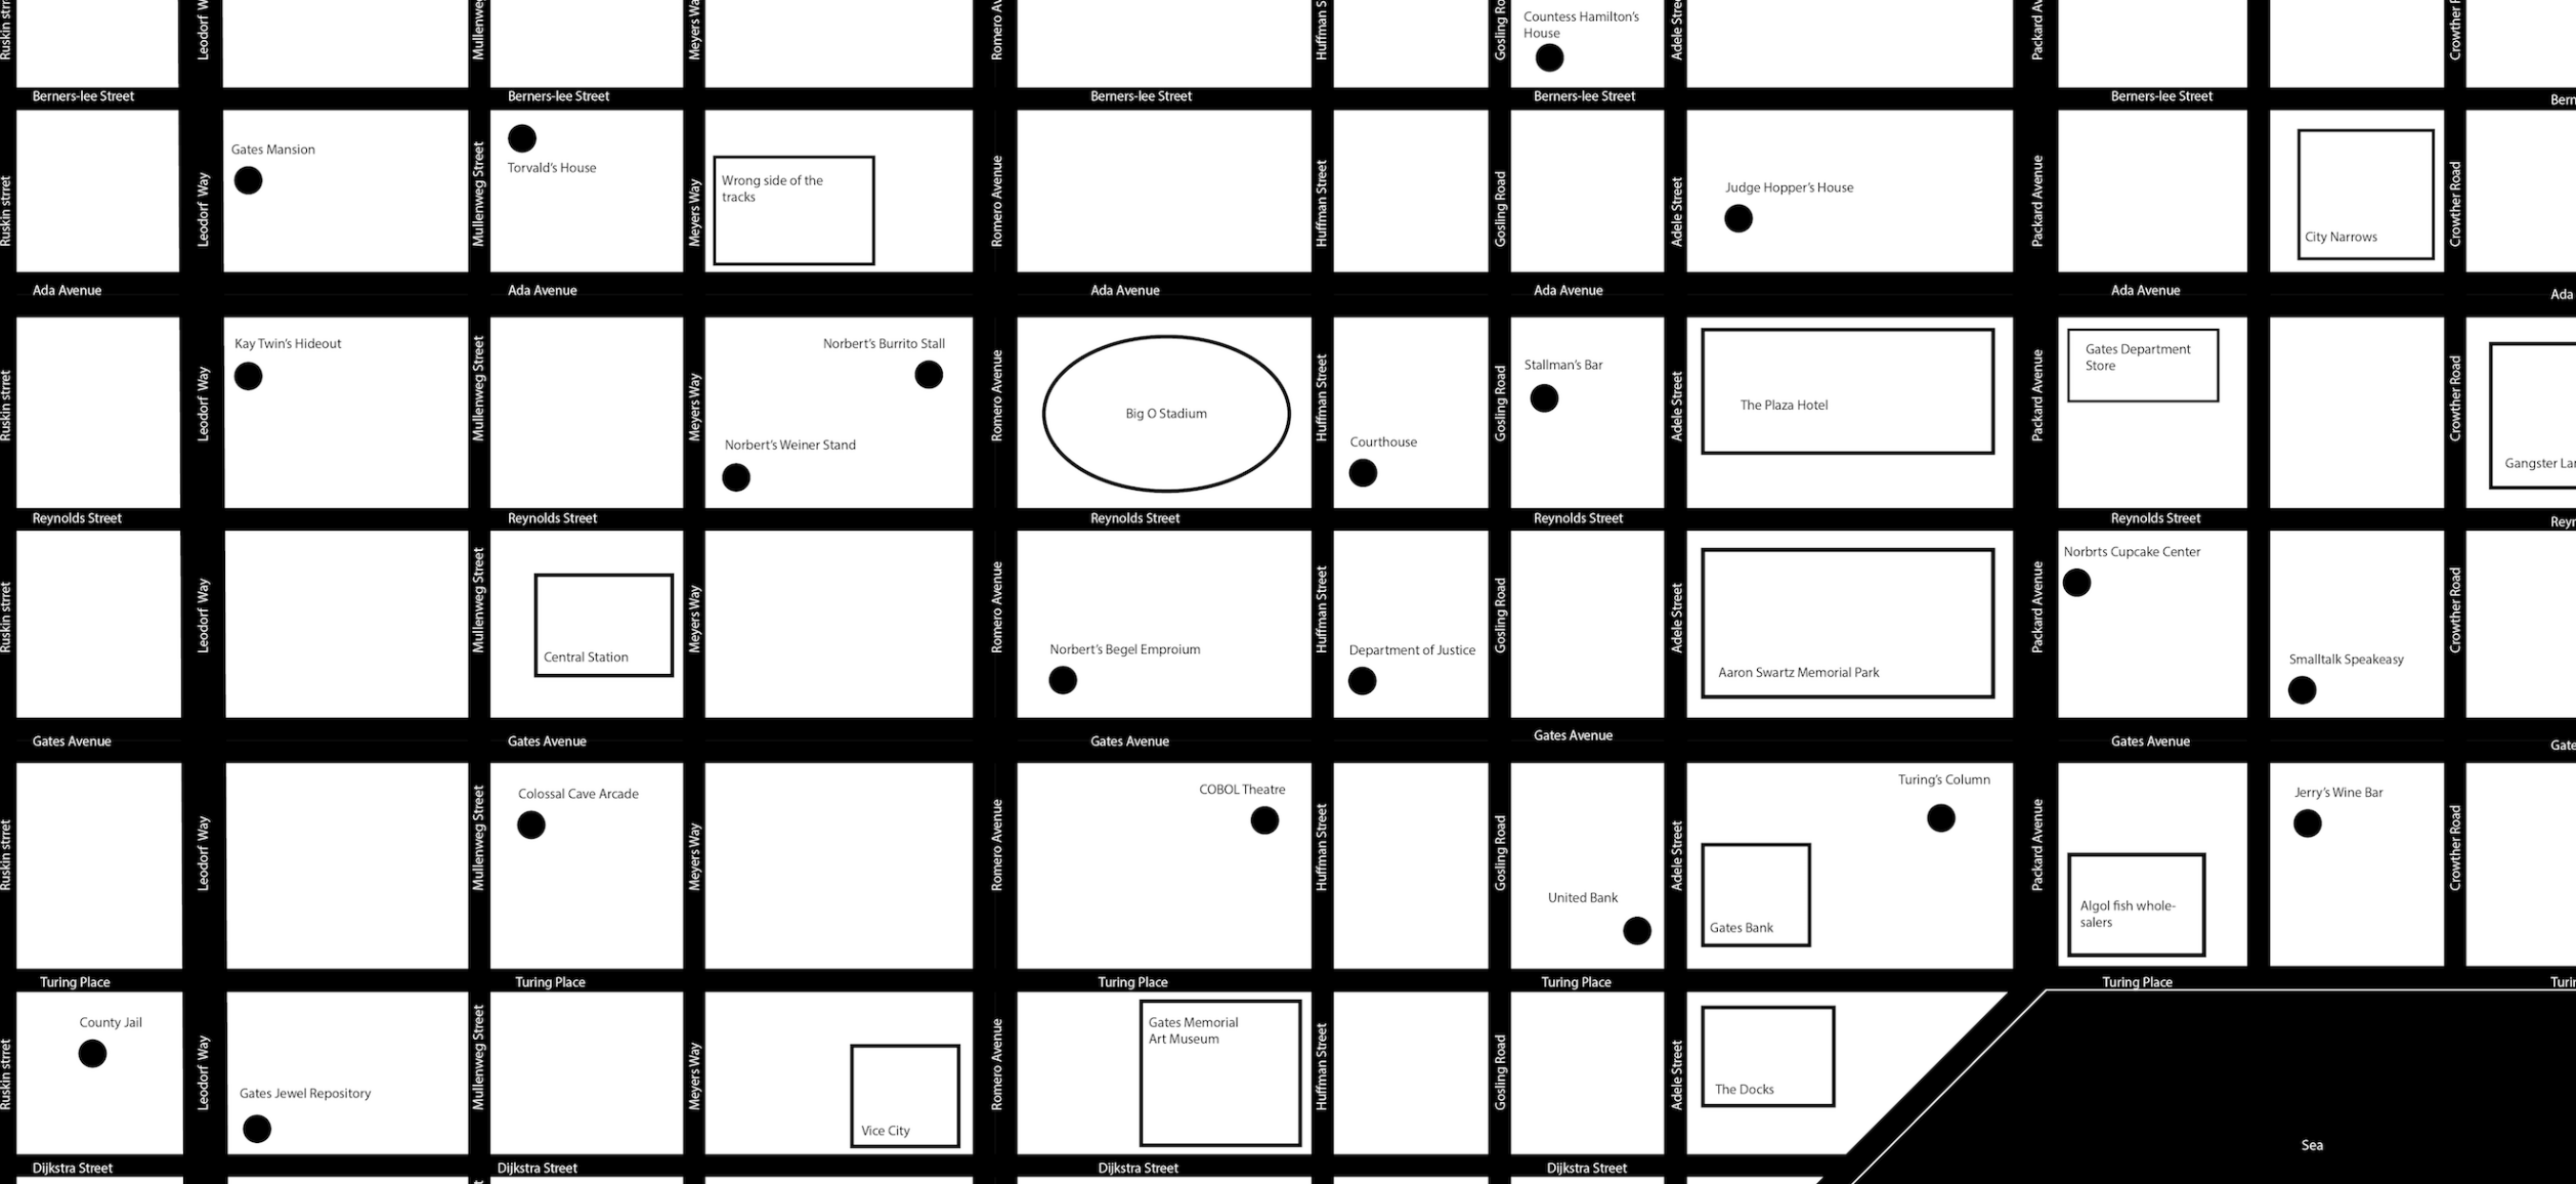 Ruskin strr
Leodorf W
Mullenweg
Meyers Wa
Romero Av
Huffman S
Gosling Ro
Countess Hamilton's
House
Adele Stree
Packard Av
Crowther
Berners-lee Street
Berners-lee Street
Berners-lee Street
Berners-lee Street
Berners-lee Street
Bern
Ruskin strret
Gates Mansion
Leodorf Way
Mullenweg Street
Torvald's House
Meyers Way
Wrong side of the
tracks
Romero Avenue
Huffman Street
Gosling Road
Adele Street
Judge Hopper's House
Packard Avenue
City Narrows
Crowther Road
Ada Avenue
Ada Avenue
Ada Avenue
Ada Avenue
Ada Avenue
Ada
Ruskin strret
Leodorf Way
Kay Twin's Hideout
Mullenweg Street
Meyers Way
Norbert's Burrito Stall
Norbert's Weiner Stand
Romero Avenue
Big O Stadium
Huffman Street
Courthouse
Gosling Road
Stallman's Bar
Adele Street
The Plaza Hotel
Packard Avenue
Gates Department
Store
Crowther Road
Gangster Lan
Reynolds Street
Reynolds Street
Reynolds Street
Reynolds Street
Reynolds Street
Reyn
Ruskin strret
Leodorf Way
Mullenweg Street
Central Station
Meyers Way
Romero Avenue
Norbert's Begel Emproium
Huffman Street
Department of Justice
Gosling Road
Adele Street
Aaron Swartz Memorial Park
Packard Avenue
Norbrts Cupcake Center
Smalltalk Speakeasy
Crowther Road
Gates Avenue
Gates Avenue
Gates Avenue
Gates Avenue
Gates Avenue
Gate
Ruskin strret
Leodorf Way
Mullenweg Street
Colossal Cave Arcade
Meyers Way
Romero Avenue
COBOL Theatre
Huffman Street
Gosling Road
United Bank
Adele Street
Turing's Column
Gates Bank
Packard Avenue
Algol fish whole-
salers
Jerry's Wine Bar
Crowther Road
Turing Place
Turing Place
Turing Place
Turing Place
Turing Place
Turin
Ruskin strret
County Jail
Leodorf Way
Gates Jewel Repository
Mullenweg Street
Meyers Way
Vice City
Romero Avenue
Gates Memorial
Art Museum
Huffman Street
Gosling Road
Adele Street
The Docks
Sea
Dijkstra Street
Dijkstra Street
Dijkstra Street
Dijkstra Street